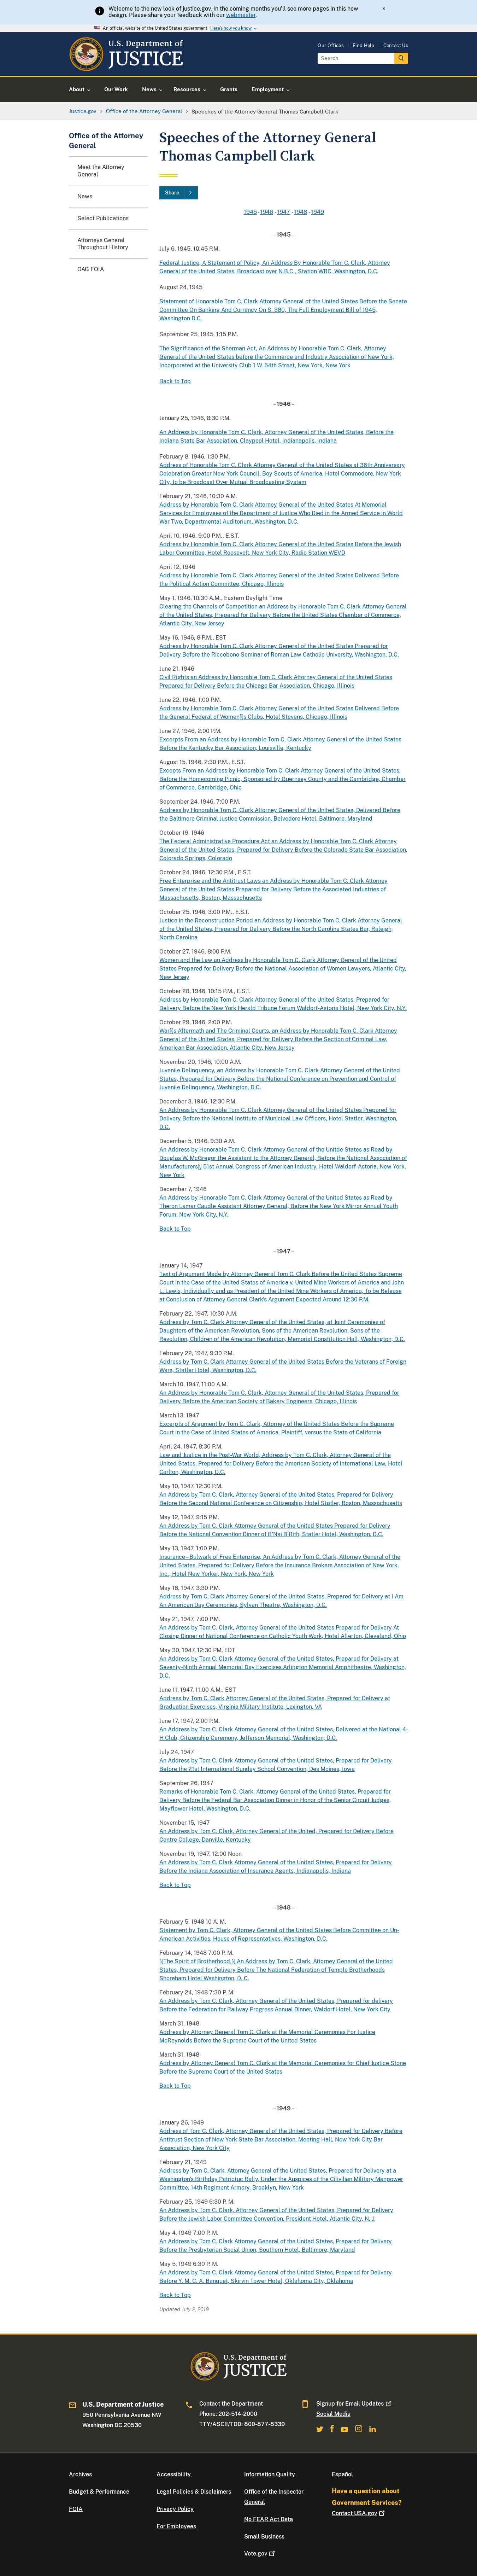 Welcome to the new look of justice.gov. In the coming months you'll see more pages in this new
design. Please share your feedback with our webmaster.
×
An official website of the United States government Here's how you know
U.S. Department of
JUSTICE
Our Offices | Find Help | Contact Us
Search
About Our Work News Resources Grants Employment
Justice.gov > Office of the Attorney General > Speeches of the Attorney General Thomas Campbell Clark
Office of the Attorney
General
Meet the Attorney
General
News
Select Publications
Attorneys General
Throughout History
OAG FOIA
Speeches of the Attorney General
Thomas Campbell Clark
Share >
1945 - 1946 - 1947 - 1948 - 1949
- 1945 -
July 6, 1945, 10:45 P.M.
Federal Justice, A Statement of Policy, An Address By Honorable Tom C. Clark, Attorney
General of the United States, Broadcast over N.B.C., Station WRC, Washington, D.C.
August 24, 1945
Statement of Honorable Tom C. Clark Attorney General of the United States Before the Senate
Committee On Banking And Currency On S. 380, The Full Employment Bill of 1945,
Washington D.C.
September 25, 1945, 1:15 P.M.
The Significance of the Sherman Act, An Address by Honorable Tom C. Clark, Attorney
General of the United States before the Commerce and Industry Association of New York,
Incorporated at the University Club 1 W. 54th Street, New York, New York
Back to Top
- 1946 -
January 25, 1946, 8:30 P.M.
An Address by Honorable Tom C. Clark, Attorney General of the United States, Before the
Indiana State Bar Association, Claypool Hotel, Indianapolis, Indiana
February 8, 1946, 1:30 P.M.
Address of Honorable Tom C. Clark Attorney General of the United States at 36th Anniversary
Celebration Greater New York Council, Boy Scouts of America, Hotel Commodore, New York
City, to be Broadcast Over Mutual Broadcasting System
February 21, 1946, 10:30 A.M.
Address by Honorable Tom C. Clark Attorney General of the United States At Memorial
Services for Employees of the Department of Justice Who Died in the Armed Service in World
War Two, Departmental Auditorium, Washington, D.C.
April 10, 1946, 9:00 P.M., E.S.T.
Address by Honorable Tom C. Clark Attorney General of the United States Before the Jewish
Labor Committee, Hotel Roosevelt, New York City, Radio Station WEVD
April 12, 1946
Address by Honorable Tom C. Clark Attorney General of the United States Delivered Before
the Political Action Committee, Chicago, Illinois
May 1, 1946, 10:30 A.M., Eastern Daylight Time
Clearing the Channels of Competition an Address by Honorable Tom C. Clark Attorney General
of the United States, Prepared for Delivery Before the United States Chamber of Commerce,
Atlantic City, New Jersey
May 16, 1946, 8 P.M., EST
Address by Honorable Tom C. Clark Attorney General of the United States Prepared for
Delivery Before the Riccobono Seminar of Roman Law Catholic University, Washington, D.C.
June 21, 1946
Civil Rights an Address by Honorable Tom C. Clark Attorney General of the United States
Prepared for Delivery Before the Chicago Bar Association, Chicago, Illinois
June 22, 1946, 1:00 P.M.
Address by Honorable Tom C. Clark Attorney General of the United States Delivered Before
the General Federal of Women¶s Clubs, Hotel Stevens, Chicago, Illinois
June 27, 1946, 2:00 P.M.
Excerpts From an Address by Honorable Tom C. Clark Attorney General of the United States
Before the Kentucky Bar Association, Louisville, Kentucky
August 15, 1946, 2:30 P.M., E.S.T.
Excepts From an Address by Honorable Tom C. Clark Attorney General of the United States,
Before the Homecoming Picnic, Sponsored by Guernsey County and the Cambridge, Chamber
of Commerce, Cambridge, Ohio
September 24, 1946, 7:00 P.M.
Address by Honorable Tom C. Clark Attorney General of the United States, Delivered Before
the Baltimore Criminal Justice Commission, Belvedere Hotel, Baltimore, Maryland
October 19, 1946
The Federal Administrative Procedure Act an Address by Honorable Tom C. Clark Attorney
General of the United States, Prepared for Delivery Before the Colorado State Bar Association,
Colorado Springs, Colorado
October 24, 1946, 12:30 P.M., E.S.T.
Free Enterprise and the Antitrust Laws an Address by Honorable Tom C. Clark Attorney
General of the United States Prepared for Delivery Before the Associated Industries of
Massachusetts, Boston, Massachusetts
October 25, 1946, 3:00 P.M., E.S.T.
Justice in the Reconstruction Period an Address by Honorable Tom C. Clark Attorney General
of the United States, Prepared for Delivery Before the North Carolina States Bar, Raleigh,
North Carolina
October 27, 1946, 8:00 P.M.
Women and the Law an Address by Honorable Tom C. Clark Attorney General of the United
States Prepared for Delivery Before the National Association of Women Lawyers, Atlantic City,
New Jersey
October 28, 1946, 10:15 P.M., E.S.T.
Address by Honorable Tom C. Clark Attorney General of the United States, Prepared for
Delivery Before the New York Herald Tribune Forum Waldorf-Astoria Hotel, New York City, N.Y.
October 29, 1946, 2:00 P.M.
War¶s Aftermath and The Criminal Courts, an Address by Honorable Tom C. Clark Attorney
General of the United States, Prepared for Delivery Before the Section of Criminal Law,
American Bar Association, Atlantic City, New Jersey
November 20, 1946, 10:00 A.M.
Juvenile Delinquency, an Address by Honorable Tom C. Clark Attorney General of the United
States, Prepared for Delivery Before the National Conference on Prevention and Control of
Juvenile Delinquency, Washington, D.C.
December 3, 1946, 12:30 P.M.
An Address by Honorable Tom C. Clark Attorney General of the United States Prepared for
Delivery Before the National Institute of Municipal Law Officers, Hotel Statler, Washington,
D.C.
December 5, 1946, 9:30 A.M.
An Address by Honorable Tom C. Clark Attorney General of the Unitde States as Read by
Douglas W. McGregor the Assistant to the Attorney General, Before the National Association of
Manufacturers¶¶ 51st Annual Congress of American Industry, Hotel Waldorf-Astoria, New York,
New York
December 7, 1946
An Address by Honorable Tom C. Clark Attorney General of the United States as Read by
Theron Lamar Caudle Assistant Attorney General, Before the New York Mirror Annual Youth
Forum, New York City, N.Y.
Back to Top
- 1947 -
January 14, 1947
Text of Argument Made by Attorney General Tom C. Clark Before the United States Supreme
Court in the Case of the United States of America v. United Mine Workers of America and John
L. Lewis, Individually and as President of the United Mine Workers of America, To be Release
at Conclusion of Attorney General Clark's Argument Expected Around 12:30 P.M.
February 22, 1947, 10:30 A.M.
Address by Tom C. Clark Attorney General of the United States, at Joint Ceremonies of
Daughters of the American Revolution, Sons of the American Revolution, Sons of the
Revolution, Children of the American Revolution, Memorial Constitution Hall, Washington, D.C.
February 22, 1947, 9:30 P.M.
Address by Tom C. Clark Attorney General of the United States Before the Veterans of Foreign
Wars, Statler Hotel, Washington, D.C.
March 10, 1947, 11:00 A.M.
An Address by Honorable Tom C. Clark, Attorney General of the United States, Prepared for
Delivery Before the American Society of Bakery Engineers, Chicago, Illinois
March 13, 1947
Excerpts of Argument by Tom C. Clark, Attorney of the United States Before the Supreme
Court in the Case of United States of America, Plaintiff, versus the State of California
April 24, 1947, 8:30 P.M.
Law and Justice in the Post-War World, Address by Tom C. Clark, Attorney General of the
United States, Prepared for Delivery Before the American Society of International Law, Hotel
Carlton, Washington, D.C.
May 10, 1947, 12:30 P.M.
An Address by Tom C. Clark, Attorney General of the United States, Prepared for Delivery
Before the Second National Conference on Citizenship, Hotel Statler, Boston, Massachusetts
May 12, 1947, 9:15 P.M.
An Address by Tom C. Clark Attorney General of the United States Prepared for Delivery
Before the National Convention Dinner of B'Nai B'Rith, Statler Hotel, Washington, D.C.
May 13, 1947, 1:00 P.M.
Insurance - Bulwark of Free Enterprise, An Address by Tom C. Clark, Attorney General of the
United States, Prepared for Delivery Before the Insurance Brokers Association of New York,
Inc., Hotel New Yorker, New York, New York
May 18, 1947, 3:30 P.M.
Address by Tom C. Clark Attorney General of the United States, Prepared for Delivery at I Am
An American Day Ceremonies, Sylvan Theatre, Washington, D.C.
May 21, 1947, 7:00 P.M.
An Address by Tom C. Clark, Attorney General of the United States Prepared for Delivery At
Closing Dinner of National Conference on Catholic Youth Work, Hotel Allerton, Cleveland, Ohio
May 30, 1947, 12:30 PM, EDT
An Address by Tom C. Clark, Attorney General of the United States, Prepared for Delivery at
Seventy-Ninth Annual Memorial Day Exercises Arlington Memorial Amphitheatre, Washington,
D.C.
June 11, 1947, 11:00 A.M., EST
Address by Tom C. Clark Attorney General of the United States, Prepared for Delivery at
Graduation Exercises, Virginia Military Institute, Lexington, VA
June 17, 1947, 2:00 P.M.
An Address by Tom C. Clark Attorney General of the United States, Delivered at the National 4-
H Club, Citizenship Ceremony, Jefferson Memorial, Washington, D.C.
July 24, 1947
An Address by Tom C. Clark Attorney General of the United States, Prepared for Delivery
Before the 21st International Sunday School Convention, Des Moines, Iowa
September 26, 1947
Remarks of Honorable Tom C. Clark, Attorney General of the United States, Prepared for
Delivery Before the Federal Bar Association Dinner in Honor of the Senior Circuit Judges,
Mayflower Hotel, Washington, D.C.
November 15, 1947
An Address by Tom C. Clark, Attorney General of the United, Prepared for Delivery Before
Centre College, Danville, Kentucky
November 19, 1947, 12:00 Noon
An Address by Tom C. Clark Attorney General of the United States, Prepared for Delivery
Before the Indiana Association of Insurance Agents, Indianapolis, Indiana
Back to Top
- 1948 -
February 5, 1948 10 A. M.
Statement by Tom C. Clark, Attorney General of the United States Before Committee on Un-
American Activities, House of Representatives, Washington, D.C.
February 14, 1948 7:00 P. M.
¶The Spirit of Brotherhood,¶ An Address by Tom C. Clark, Attorney General of the United
States, Prepared for Delivery Before The National Federation of Temple Brotherhoods
Shoreham Hotel Washington, D. C.
February 24, 1948 7:30 P. M.
An Address by Tom C. Clark, Attorney General of the United States, Prepared for delivery
Before the Federation for Railway Progress Annual Dinner, Waldorf Hotel, New York City
March 31, 1948
Address by Attorney General Tom C. Clark at the Memorial Ceremonies For Justice
McReynolds Before the Supreme Court of the United States
March 31, 1948
Address by Attorney General Tom C. Clark at the Memorial Ceremonies for Chief Justice Stone
Before the Supreme Court of the United States
Back to Top
- 1949 -
January 26, 1949
Address of Tom C. Clark, Attorney General of the United States, Prepared for Delivery Before
Antitrust Section of New York State Bar Association, Meeting Hall, New York City Bar
Association, New York City
February 21, 1949
Address by Tom C. Clark, Attorney General of the United States, Prepared for Delivery at a
Washington's Birthday Patriotuc Rally, Under the Auspices of the Cilivilian Military Manpower
Committee, 14th Regiment Armory, Brooklyn, New York
February 25, 1949 6:30 P. M.
An Address by Tom C. Clark, Attorney General of the United States, Prepared for Delivery
Before the Jewish Labor Committee Convention, President Hotel, Atlantic City, N. J.
May 4, 1949 7:00 P. M.
An Address by Tom C. Clark Attorney General of the United States, Prepared for Delivery
Before the Presbyterian Social Union, Southern Hotel, Baltimore, Maryland
May 5, 1949 6:30 P. M.
An Address by Tom C. Clark Attorney General of the United States, Prepared for Delivery
Before Y. M. C. A. Banquet, Skirvin Tower Hotel, Oklahoma City, Oklahoma
Back to Top
Updated July 2, 2019
U.S. Department of
JUSTICE
U.S. Department of Justice
950 Pennsylvania Avenue NW
Washington DC 20530
Contact the Department
Phone: 202-514-2000
TTY/ASCII/TDD: 800-877-8339
Signup for Email Updates
Social Media
Archives
Budget & Performance
FOIA
Accessibility
Legal Policies & Disclaimers
Privacy Policy
For Employees
Information Quality
Office of the Inspector
General
No FEAR Act Data
Small Business
Vote.gov
Español
Have a question about
Government Services?
Contact USA.gov